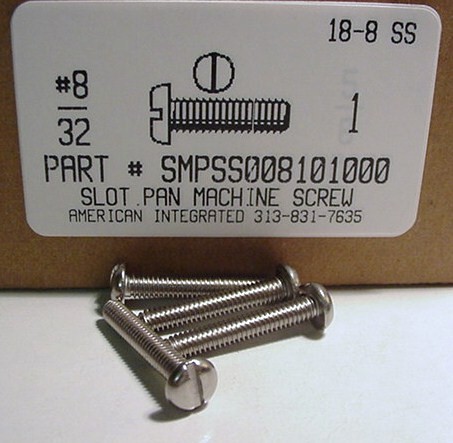 18-8 SS
#8
32
1
PART # SMPSS008101000
SLOT PAN MACHINE SCREW
AMERICAN INTEGRATED 313-831-7635